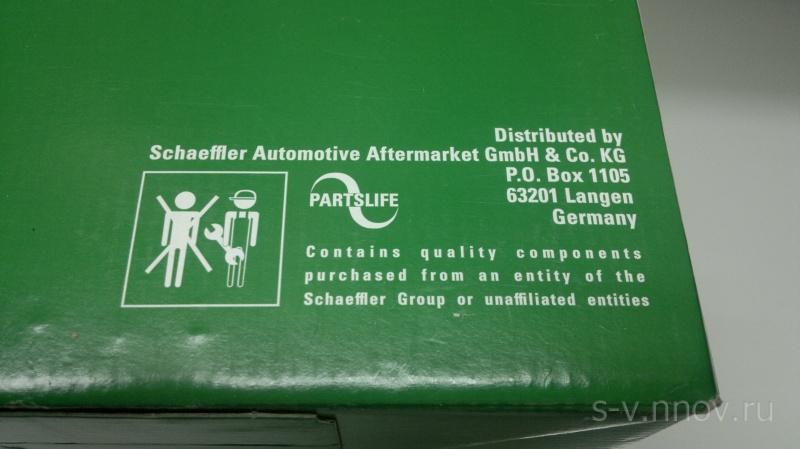 Distributed by
Schaeffler Automotive Aftermarket GmbH & Co. KG
P.O. Box 1105
63201 Langen
Germany
PARTSLIFE
Contains quality components
purchased from an entity of the
Schaeffler Group or unaffiliated entities
s-v.nnov.ru